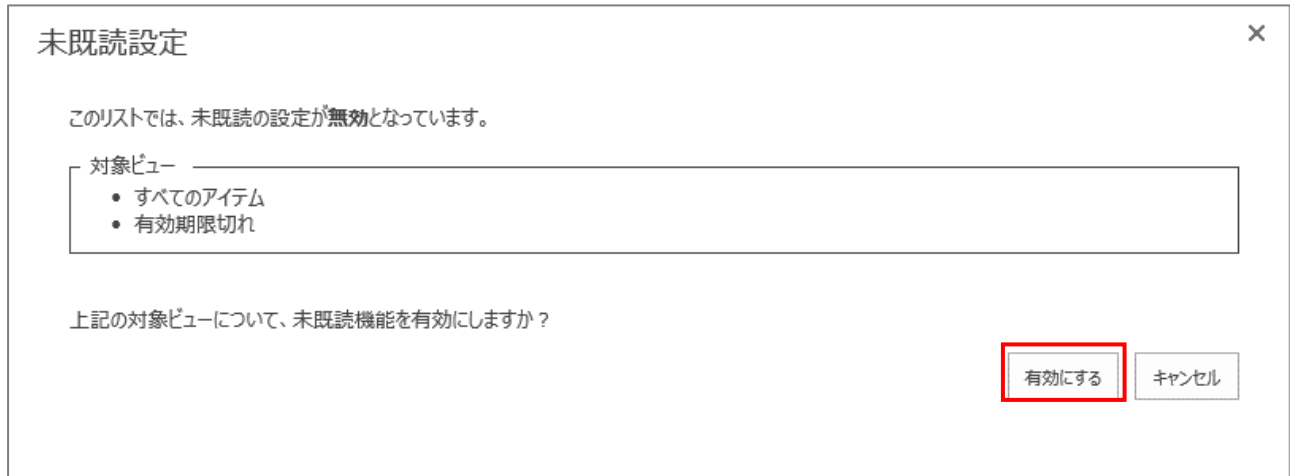 未既読設定
このリストでは、未既読の設定が無効となっています。
対象ビュー
• すべてのアイテム
• 有効期限切れ
上記の対象ビューについて、未既読機能を有効にしますか？
有効にする
キャンセル